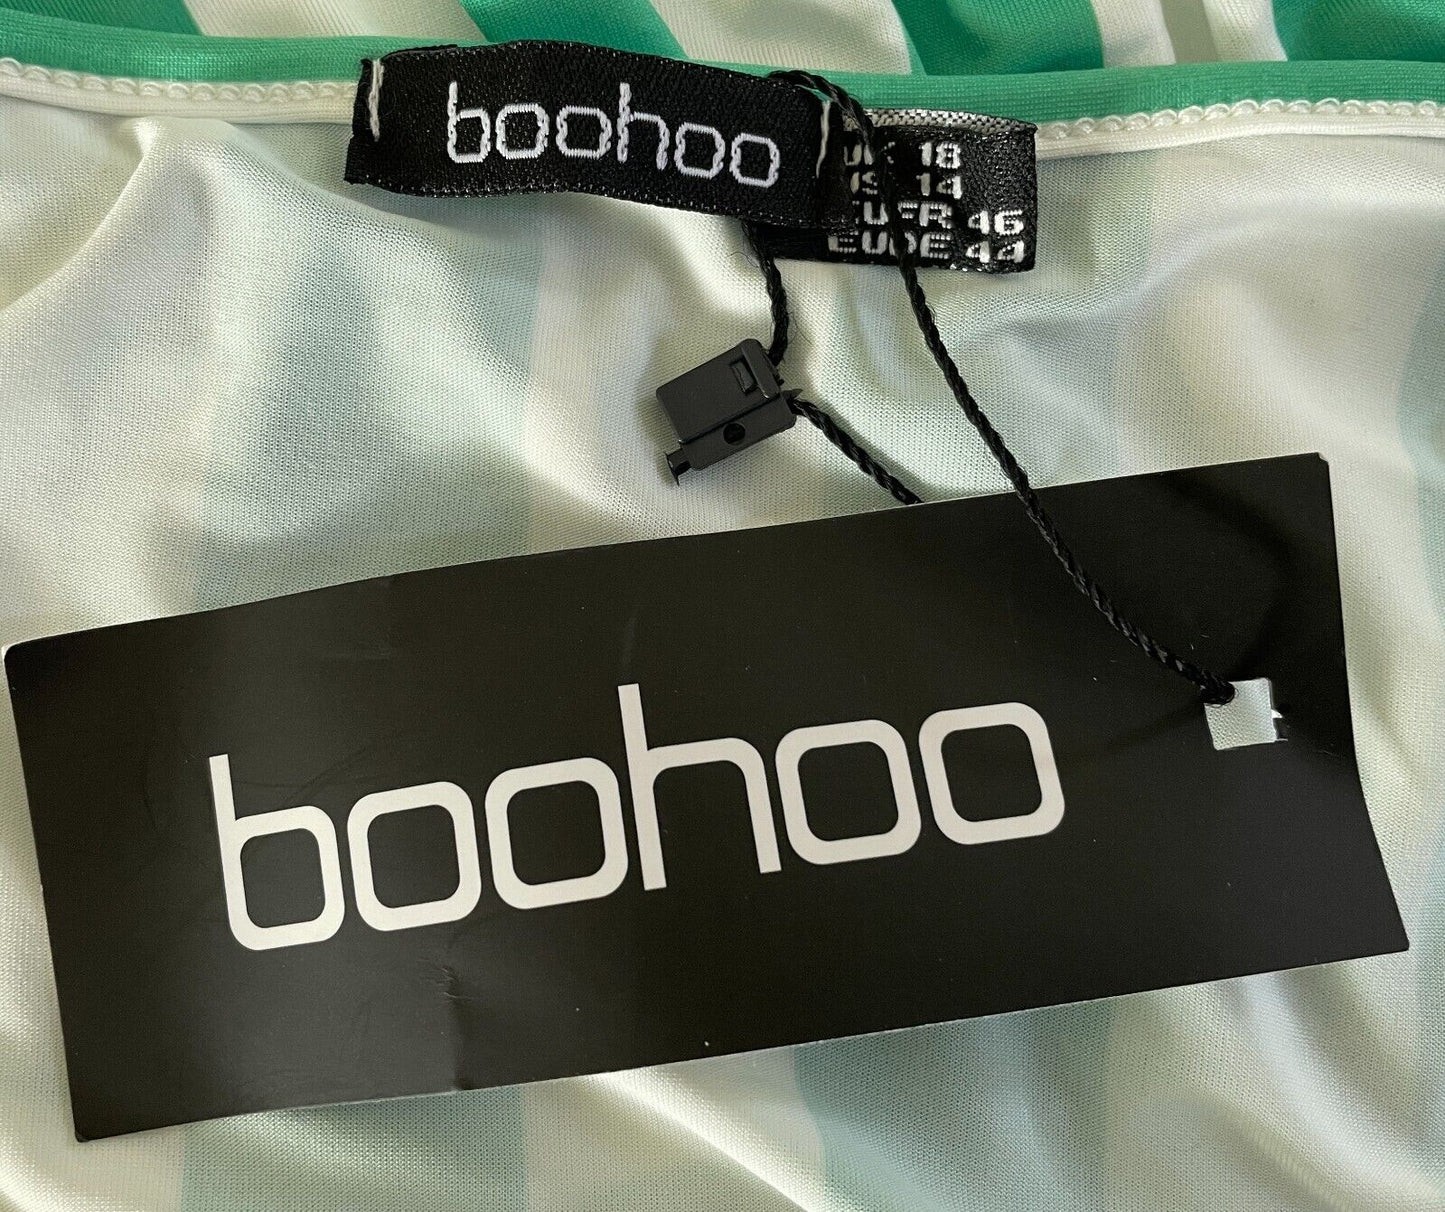 boohoo
UK 18
US 14
EUFR 46
EUDE 44
boohoo